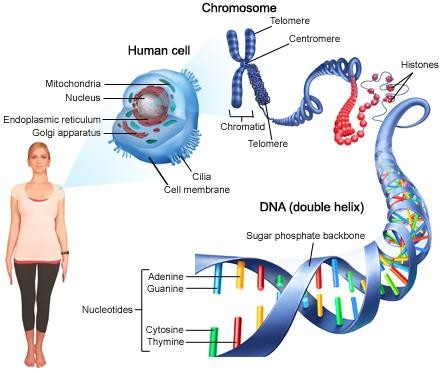 Chromosome
Telomere
Centromere
Human cell
Histones
Mitochondria
Nucleus
Endoplasmic reticulum
Golgi apparatus
Chromatid
Telomere
Cilia
Cell membrane
DNA (double helix)
Sugar phosphate backbone
Adenine
Guanine
Nucleotides
Cytosine
Thymine